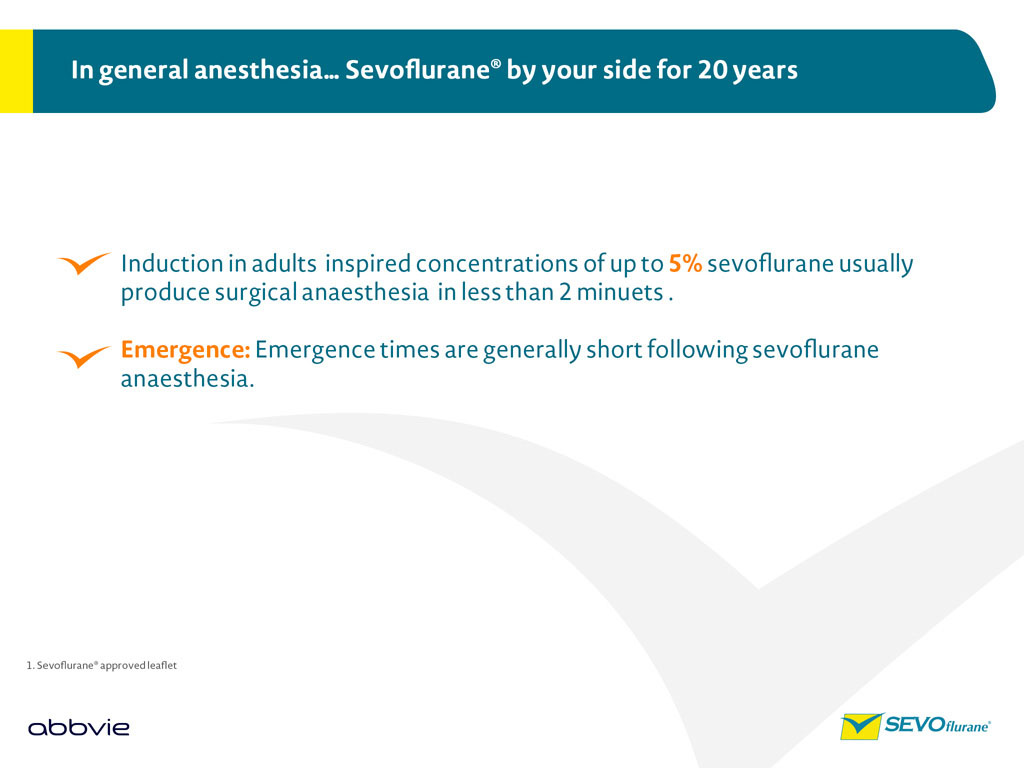 In general anesthesia... Sevoflurane® by your side for 20 years
Induction in adults inspired concentrations of up to 5% sevoflurane usually
produce surgical anaesthesia in less than 2 minuets .
Emergence: Emergence times are generally short following sevoflurane
anaesthesia.
1. Sevoflurane® approved leaflet
abbvie
SEVOflurane®